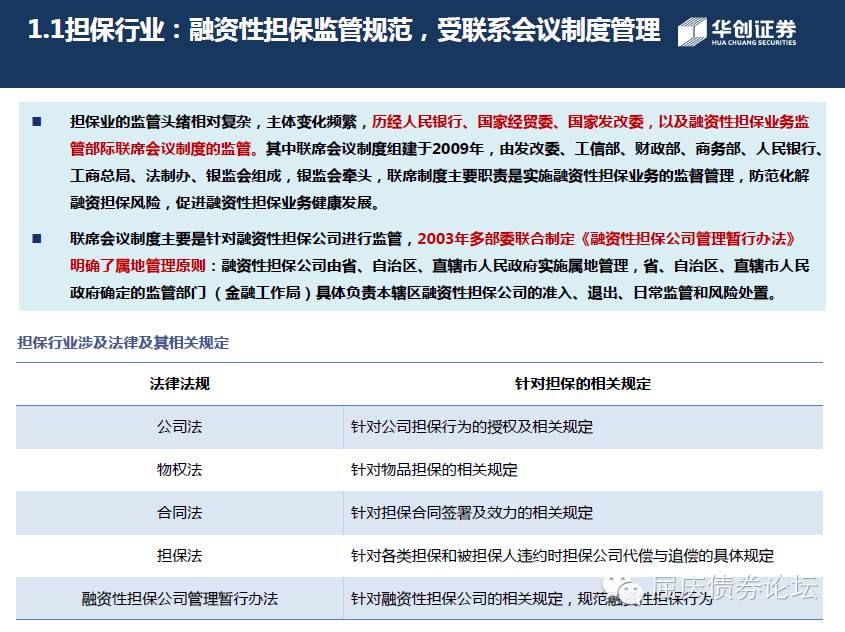 1.1担保行业：融资性担保监管规范，受联系会议制度管理
华创证券
HUA CHUANG SECURITIES
担保业的监管头绪相对复杂，主体变化频繁，历经人民银行、国家经贸委、国家发改委，以及融资性担保业务监
管部际联席会议制度的监管。其中联席会议制度组建于2009年，由发改委、工信部、财政部、商务部、人民银行、
工商总局、法制办、银监会组成，银监会牵头，联席制度主要职责是实施融资性担保业务的监督管理，防范化解
融资担保风险，促进融资性担保业务健康发展。
联席会议制度主要是针对融资性担保公司进行监管，2003年多部委联合制定《融资性担保公司管理暂行办法》
明确了属地管理原则：融资性担保公司由省、自治区、直辖市人民政府实施属地管理，省、自治区、直辖市人民
政府确定的监管部门（金融工作局）具体负责本辖区融资性担保公司的准入、退出、日常监管和风险处置。
担保行业涉及法律及其相关规定
法律法规 针对担保的相关规定
公司法 针对公司担保行为的授权及相关规定
物权法 针对物品担保的相关规定
合同法 针对担保合同签署及效力的相关规定
担保法 针对各类担保和被担保人违约时担保公司代偿与追偿的具体规定
融资性担保公司管理暂行办法 针对融资性担保公司的相关规定，规范融资性担保行为
屈庆债券论坛